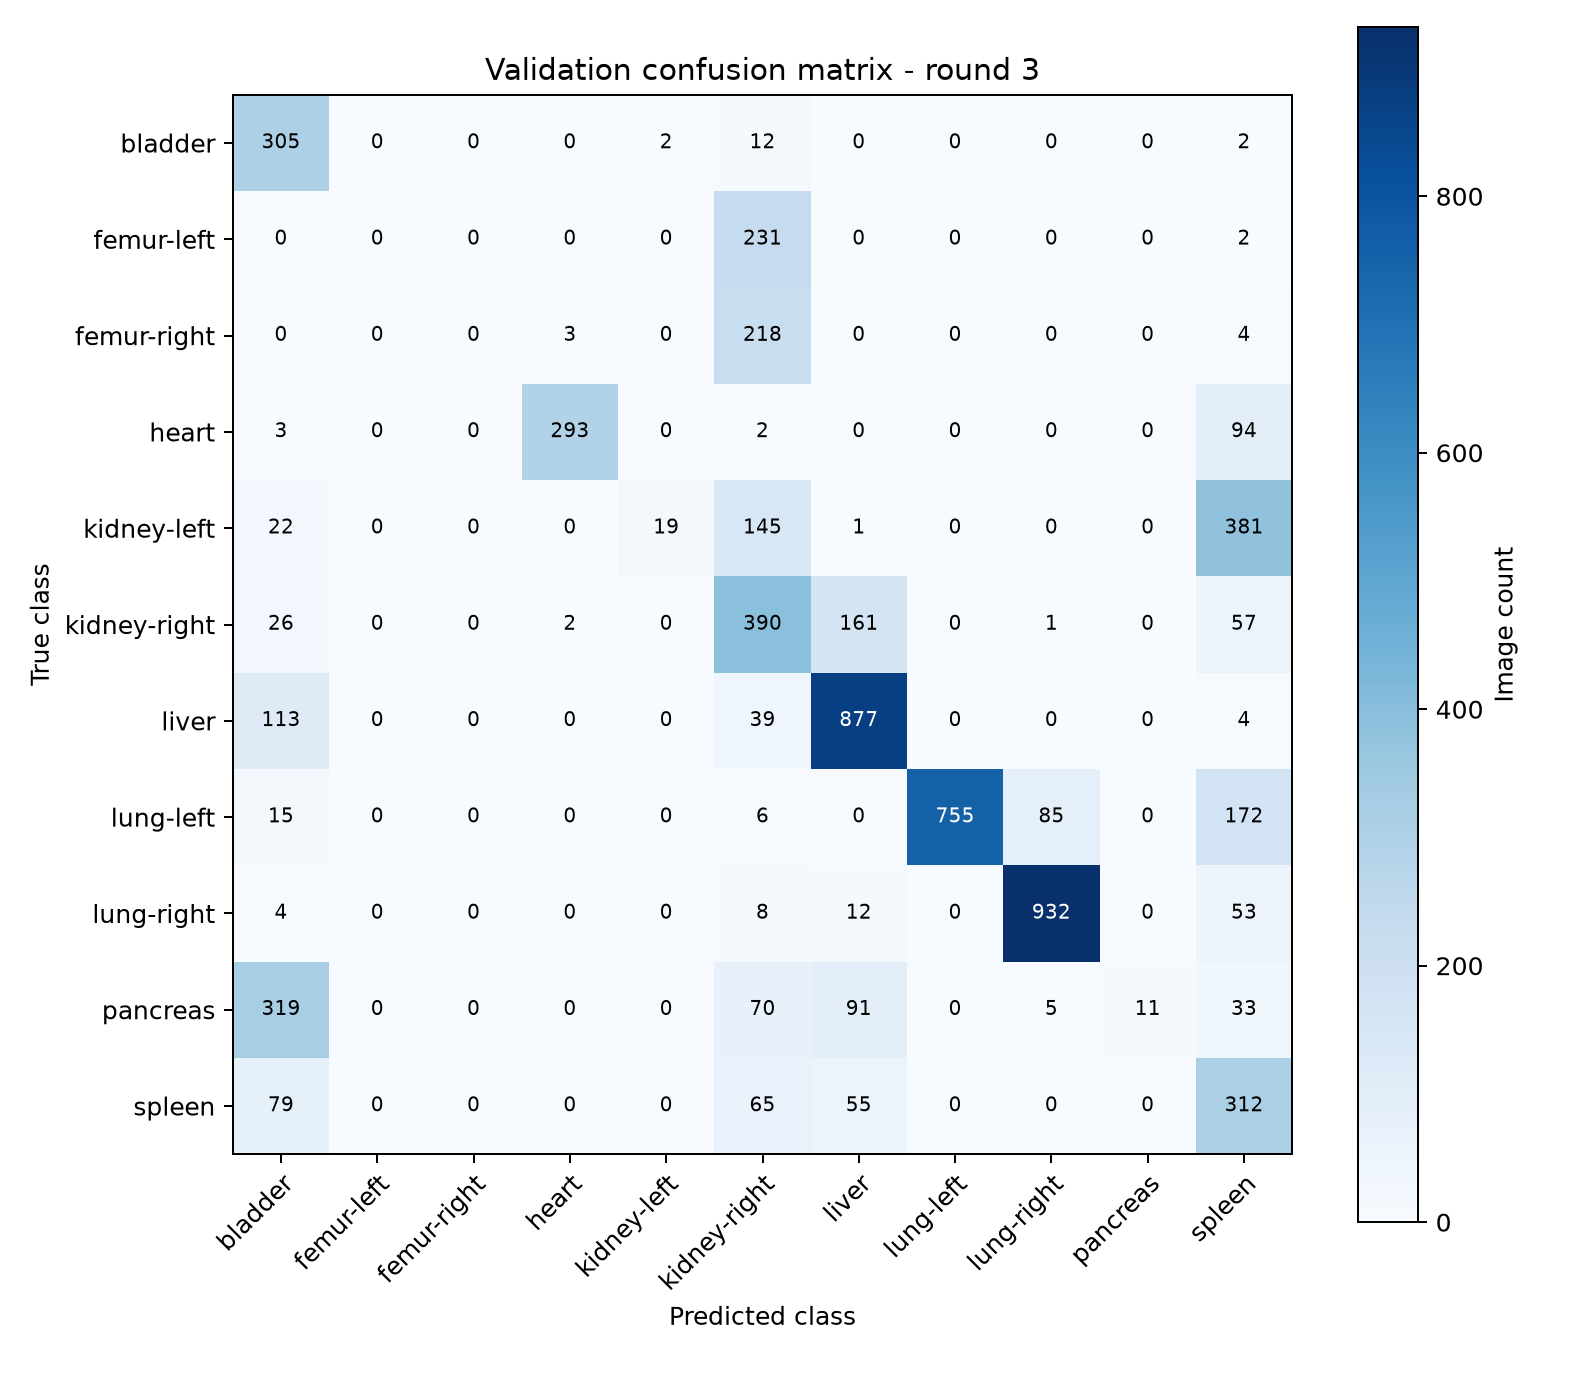 Validation confusion matrix - round 3
bladder 305 0 0 0 2 12 0 0 0 0 2
femur-left 0 0 0 0 0 231 0 0 0 0 2
femur-right 0 0 0 3 0 218 0 0 0 0 4
heart 3 0 0 293 0 2 0 0 0 0 94
kidney-left 22 0 0 0 19 145 1 0 0 0 381
kidney-right 26 0 0 2 0 390 161 0 1 0 57
liver 113 0 0 0 0 39 877 0 0 0 4
lung-left 15 0 0 0 0 6 0 755 85 0 172
lung-right 4 0 0 0 0 8 12 0 932 0 53
pancreas 319 0 0 0 0 70 91 0 5 11 33
spleen 79 0 0 0 0 65 55 0 0 0 312
bladder femur-left femur-right heart kidney-left kidney-right liver lung-left lung-right pancreas spleen
Predicted class
True class
800
600
400
200
0
Image count